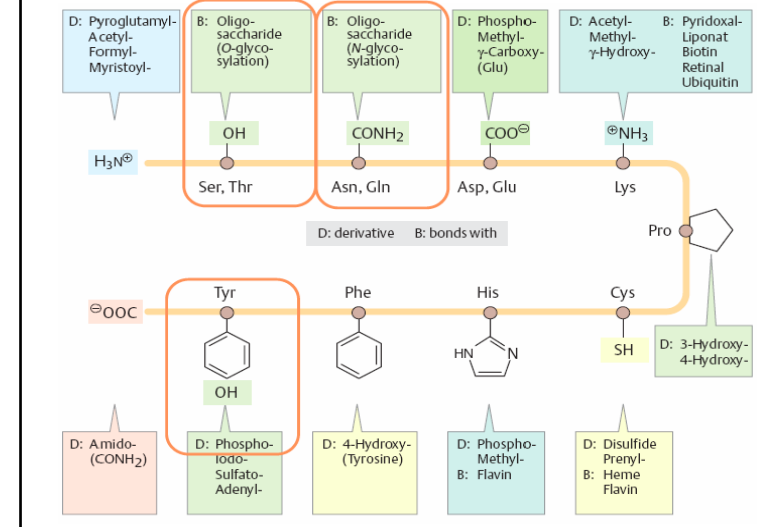 D: Pyroglutamyl-
Acetyl-
Formyl-
Myristoyl-
B: Oligo-
saccharide
(O-glyco-
sylation)
B: Oligo-
saccharide
(N-glyco-
sylation)
D: Phospho-
Methyl-
γ-Carboxy-
(Glu)
D: Acetyl-
Methyl-
γ-Hydroxy-
B: Pyridoxal-
Liponat
Biotin
Retinal
Ubiquitin
H3N⊕
OH
CONH2
COO⊖
⊕NH3
Ser, Thr
Asn, Gln
Asp, Glu
Lys
Pro
D: derivative B: bonds with
⊖OOC
Tyr
Phe
His
Cys
OH
HN
N
SH
D: 3-Hydroxy-
4-Hydroxy-
D: Amido-
(CONH2)
D: Phospho-
Iodo-
Sulfato-
Adenyl-
D: 4-Hydroxy-
(Tyrosine)
D: Phospho-
Methyl-
B: Flavin
D: Disulfide
Prenyl-
B: Heme
Flavin